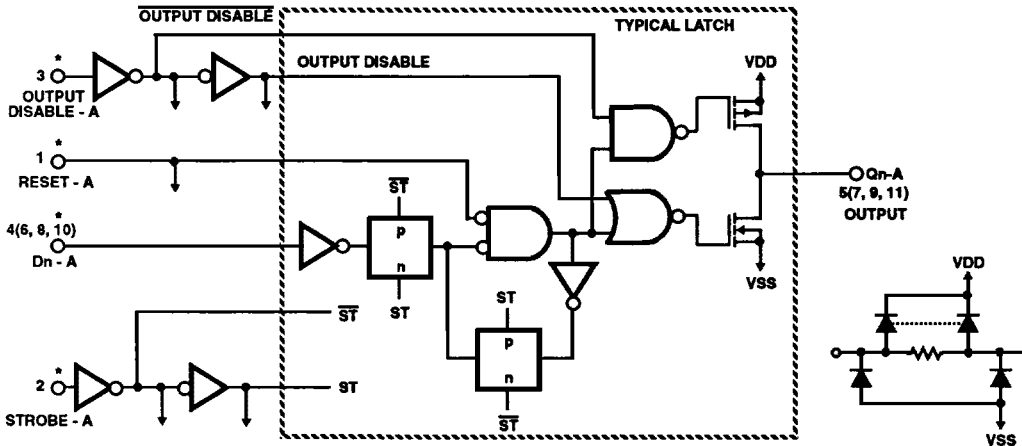 OUTPUT DISABLE
TYPICAL LATCH
*
3
OUTPUT
DISABLE - A
OUTPUT DISABLE
VDD
*
1
RESET - A
ST
Qn-A
5(7, 9, 11)
OUTPUT
*
4(6, 8, 10)
Dn - A
p
n
ST
VSS
ST
ST
p
n
ST
*
2
STROBE - A
ST
VDD
VSS